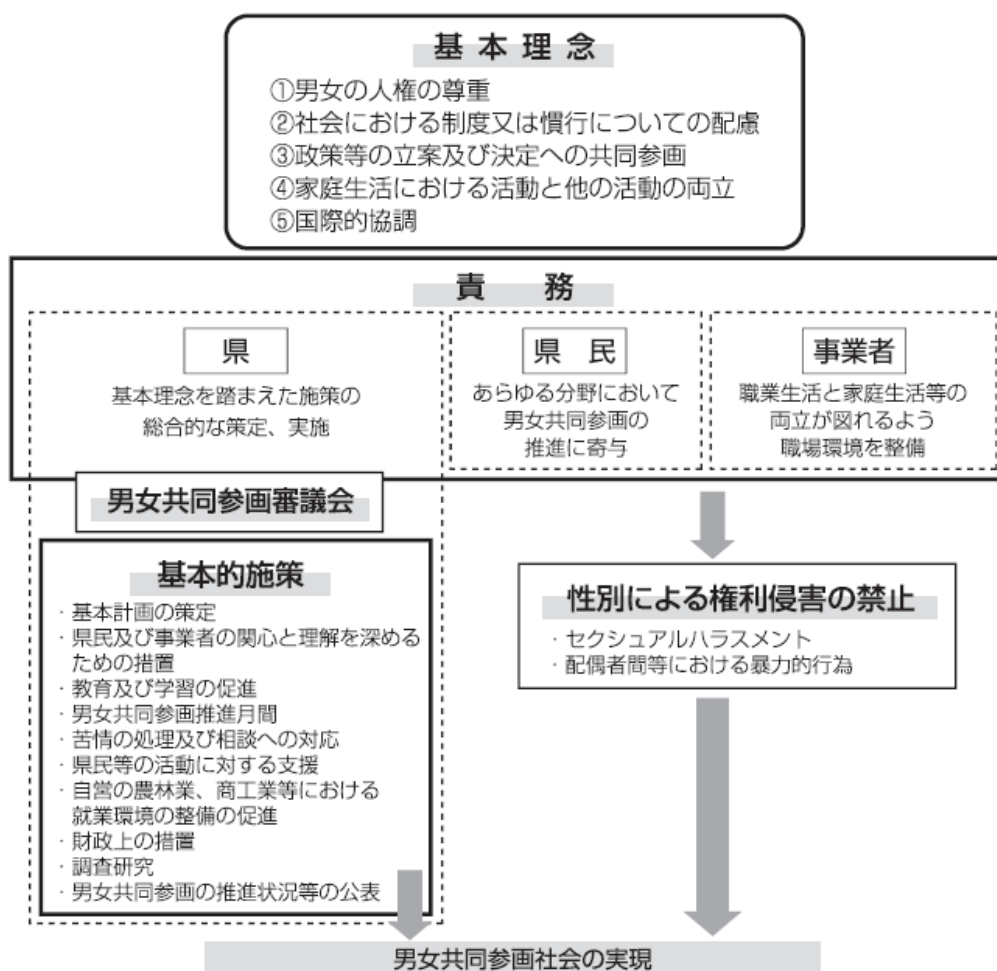 基本理念
①男女の人権の尊重
②社会における制度又は慣行についての配慮
③政策等の立案及び決定への共同参画
④家庭生活における活動と他の活動の両立
⑤国際的協調
責　務
県
基本理念を踏まえた施策の
総合的な策定、実施
県　民
あらゆる分野において
男女共同参画の
推進に寄与
事業者
職業生活と家庭生活等の
両立が図れるよう
職場環境を整備
男女共同参画審議会
基本的施策
・基本計画の策定
・県民及び事業者の関心と理解を深める
ための措置
・教育及び学習の促進
・男女共同参画推進月間
・苦情の処理及び相談への対応
・県民等の活動に対する支援
・自営の農林業、商工業等における
就業環境の整備の促進
・財政上の措置
・調査研究
・男女共同参画の推進状況等の公表
性別による権利侵害の禁止
・セクシュアルハラスメント
・配偶者間等における暴力的行為
男女共同参画社会の実現